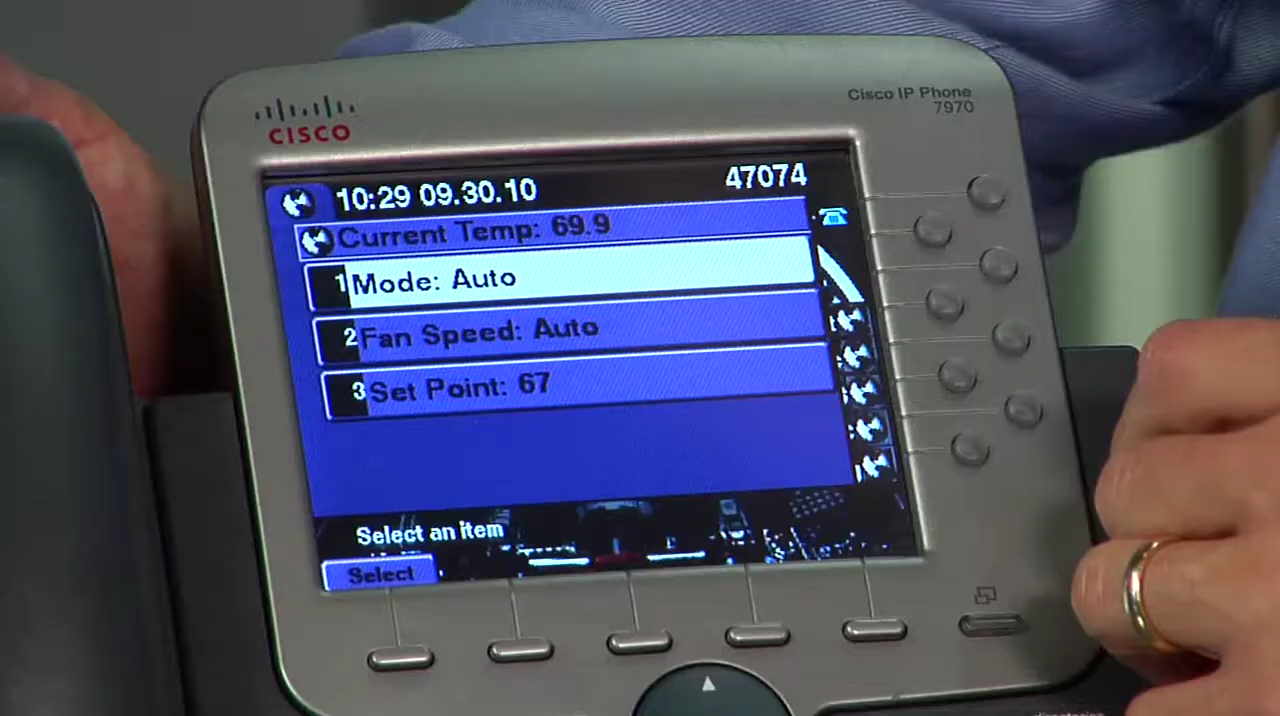 CISCO
Cisco IP Phone
7970
10:29 09.30.10
47074
Current Temp: 69.9
1 Mode: Auto
2 Fan Speed: Auto
3 Set Point: 67
Select an item
Select